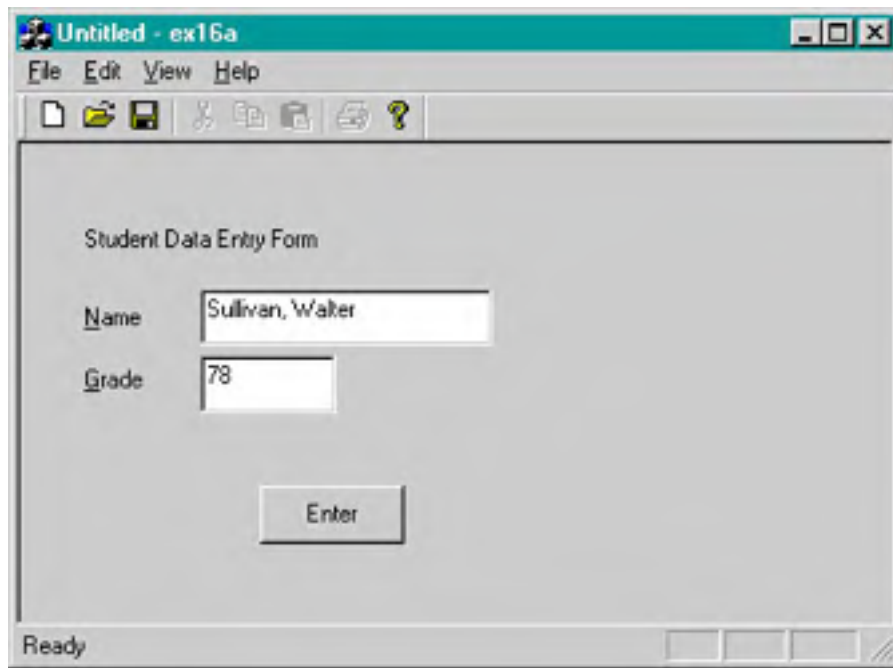 Untitled - ex16a
File Edit View Help
?
Student Data Entry Form
Name Sullivan, Walter
Grade 78
Enter
Ready